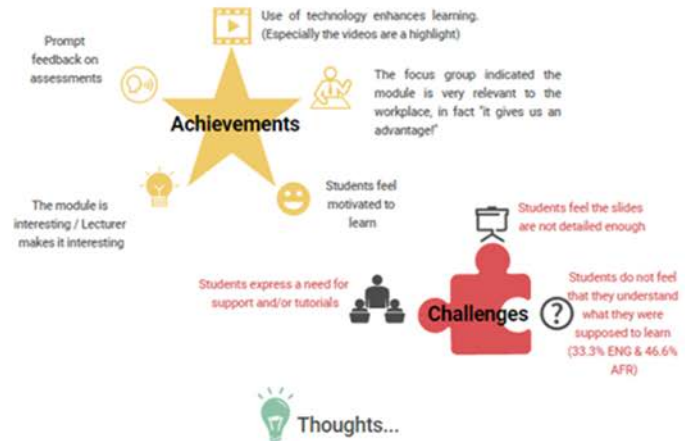 Use of technology enhances learning.
(Especially the videos are a highlight)
Prompt
feedback on
assessments
The focus group indicated the
module is very relevant to the
workplace, in fact "it gives us an
advantage!"
Achievements
The module is
interesting / Lecturer
makes it interesting
Students feel
motivated to
learn
Students feel the slides
are not detailed enough
Students express a need for
support and/or tutorials
Challenges
Students do not feel
that they understand
what they were
supposed to learn
(33.3% ENG & 46.6%
AFR)
?
Thoughts...